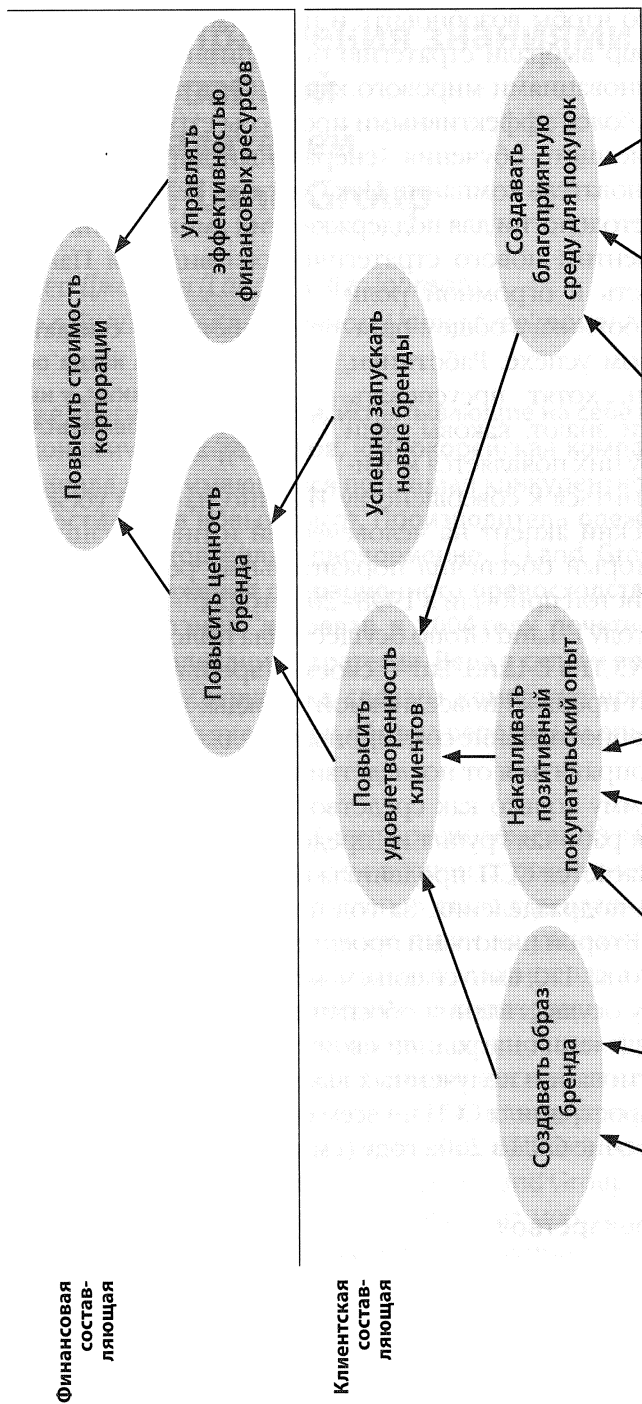 Финансовая
состав-
ляющая
Повысить стоимость
корпорации
Повысить ценность
бренда
Управлять
эффективностью
финансовых ресурсов
Клиентская
состав-
ляющая
Повысить
удовлетворенность
клиентов
Успешно запускать
новые бренды
Создавать образ
бренда
Накапливать
позитивный
покупательский опыт
Создавать
благоприятную
среду для покупок